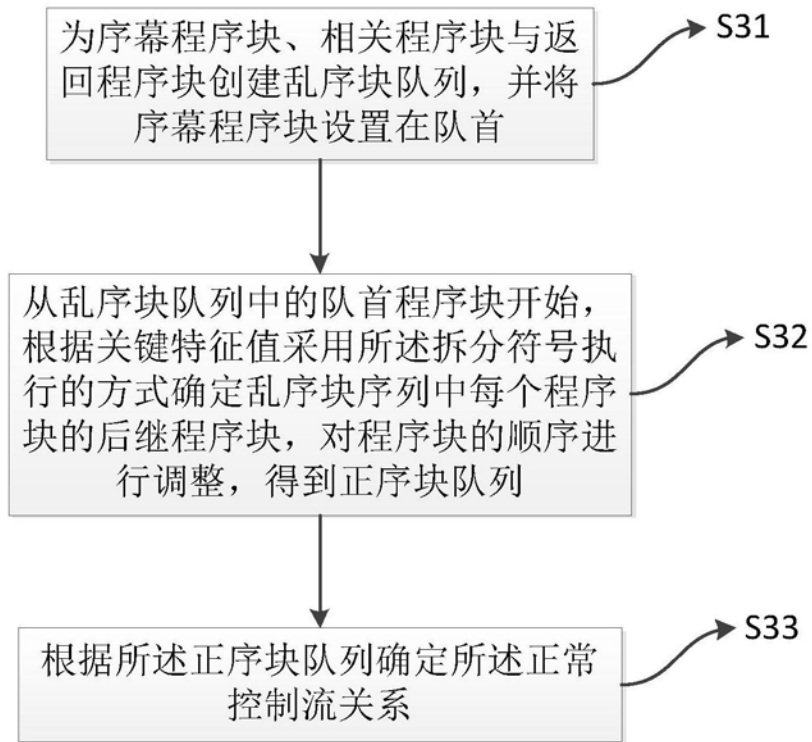 为序幕程序块、相关程序块与返
回程序块创建乱序块队列，并将
序幕程序块设置在队首
S31
从乱序块队列中的队首程序块开始，
根据关键特征值采用所述拆分符号执
行的方式确定乱序块序列中每个程序
块的后继程序块，对程序块的顺序进
行调整，得到正序块队列
S32
根据所述正序块队列确定所述正常
控制流关系
S33